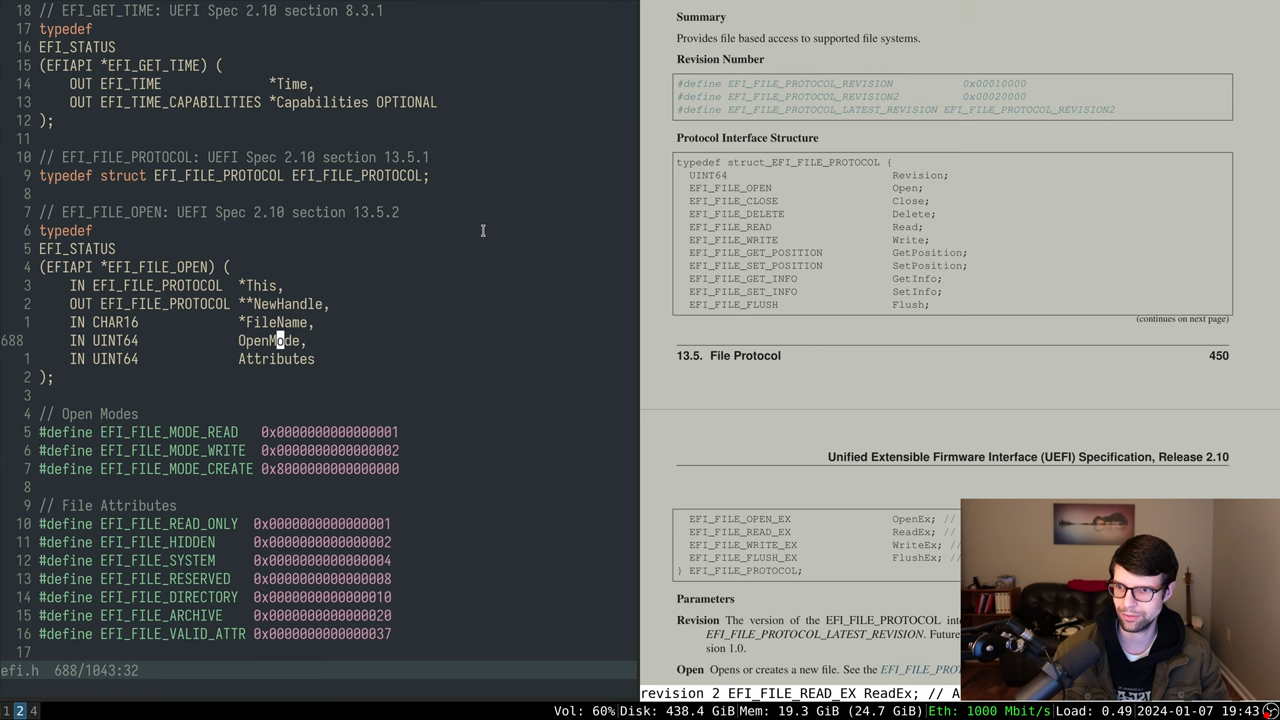 18 // EFI_GET_TIME: UEFI Spec 2.10 section 8.3.1
17 typedef
16 EFI_STATUS
15 (EFIAPI *EFI_GET_TIME) (
14 OUT EFI_TIME *Time,
13 OUT EFI_TIME_CAPABILITIES *Capabilities OPTIONAL
12 );
11
10 // EFI_FILE_PROTOCOL: UEFI Spec 2.10 section 13.5.1
9 typedef struct EFI_FILE_PROTOCOL EFI_FILE_PROTOCOL;
8
7 // EFI_FILE_OPEN: UEFI Spec 2.10 section 13.5.2
6 typedef
5 EFI_STATUS
4 (EFIAPI *EFI_FILE_OPEN) (
3 IN EFI_FILE_PROTOCOL *This,
2 OUT EFI_FILE_PROTOCOL **NewHandle,
1 IN CHAR16 *FileName,
688 IN UINT64 OpenMode,
1 IN UINT64 Attributes
2 );
3
4 // Open Modes
5 #define EFI_FILE_MODE_READ 0x0000000000000001
6 #define EFI_FILE_MODE_WRITE 0x0000000000000002
7 #define EFI_FILE_MODE_CREATE 0x8000000000000000
8
9 // File Attributes
10 #define EFI_FILE_READ_ONLY 0x0000000000000001
11 #define EFI_FILE_HIDDEN 0x0000000000000002
12 #define EFI_FILE_SYSTEM 0x0000000000000004
13 #define EFI_FILE_RESERVED 0x0000000000000008
14 #define EFI_FILE_DIRECTORY 0x0000000000000010
15 #define EFI_FILE_ARCHIVE 0x0000000000000020
16 #define EFI_FILE_VALID_ATTR 0x0000000000000037
17
efi.h 688/1043:32
Summary
Provides file based access to supported file systems.
Revision Number
#define EFI_FILE_PROTOCOL_REVISION 0x00010000
#define EFI_FILE_PROTOCOL_REVISION2 0x00020000
#define EFI_FILE_PROTOCOL_LATEST_REVISION EFI_FILE_PROTOCOL_REVISION2
Protocol Interface Structure
typedef struct_EFI_FILE_PROTOCOL {
UINT64 Revision;
EFI_FILE_OPEN Open;
EFI_FILE_CLOSE Close;
EFI_FILE_DELETE Delete;
EFI_FILE_READ Read;
EFI_FILE_WRITE Write;
EFI_FILE_GET_POSITION GetPosition;
EFI_FILE_SET_POSITION SetPosition;
EFI_FILE_GET_INFO GetInfo;
EFI_FILE_SET_INFO SetInfo;
EFI_FILE_FLUSH Flush;
(continues on next page)
13.5. File Protocol 450
Unified Extensible Firmware Interface (UEFI) Specification, Release 2.10
EFI_FILE_OPEN_EX OpenEx; //
EFI_FILE_READ_EX ReadEx; //
EFI_FILE_WRITE_EX WriteEx; //
EFI_FILE_FLUSH_EX FlushEx; //
} EFI_FILE_PROTOCOL;
Parameters
Revision The version of the EFI_FILE_PROTOCOL
EFI_FILE_PROTOCOL_LATEST_REVISION. Future
sion 1.0.
Open Opens or creates a new file. See the
revision 2 EFI_FILE_READ_EX ReadEx; // A
1 2 4 Vol: 60% Disk: 438.4 GiB Mem: 19.3 GiB (24.7 GiB) Eth: 1000 Mbit/s Load: 0.49 2024-01-07 19:43